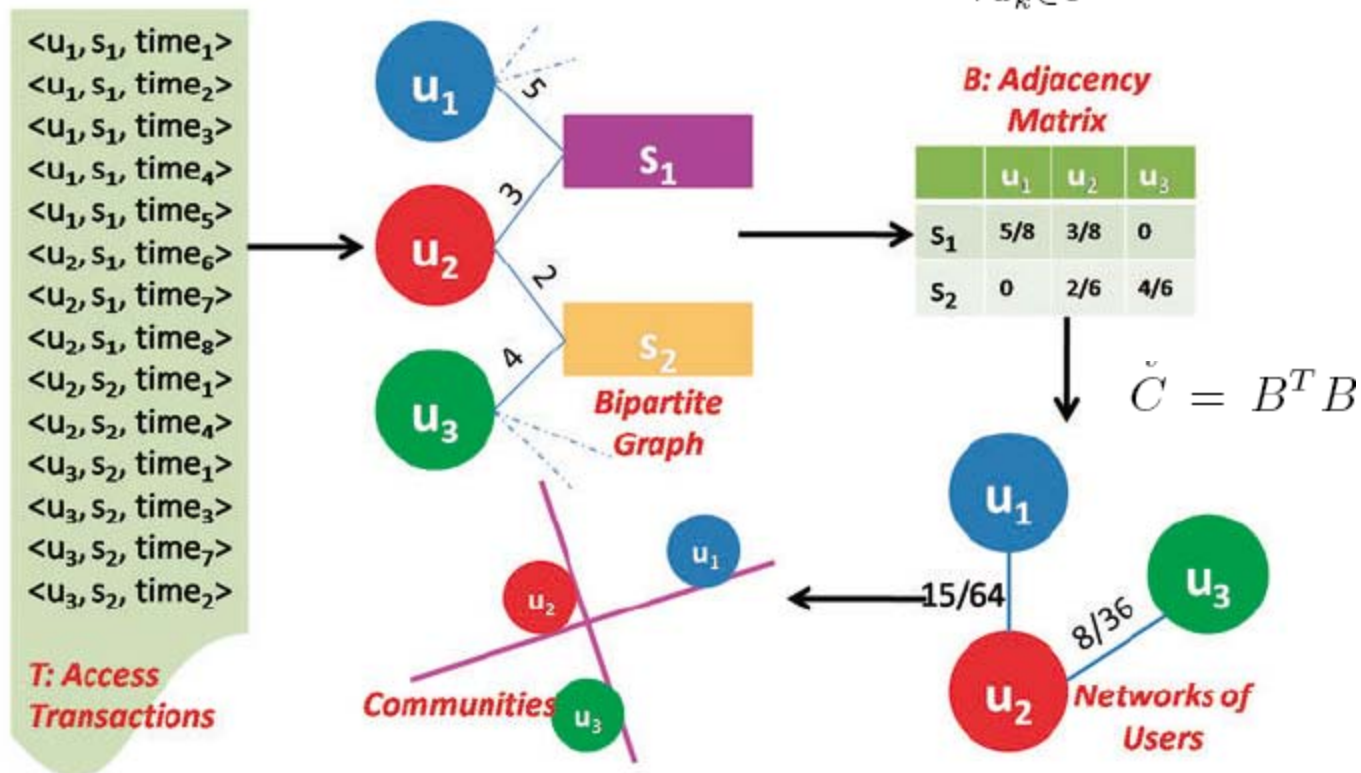 <u₁, s₁, time₁>
<u₁, s₁, time₂>
<u₁, s₁, time₃>
<u₁, s₁, time₄>
<u₁, s₁, time₅>
<u₂, s₁, time₆>
<u₂, s₁, time₇>
<u₂, s₁, time₈>
<u₂, s₂, time₁>
<u₂, s₂, time₄>
<u₃, s₂, time₁>
<u₃, s₂, time₃>
<u₃, s₂, time₇>
<u₃, s₂, time₂>
T: Access
Transactions
u₁
u₂
u₃
5
3
2
4
s₁
s₂
Bipartite
Graph
B: Adjacency
Matrix
u₁ u₂ u₃
s₁ 5/8 3/8 0
s₂ 0 2/6 4/6
C = BᵀB
u₁
15/64
u₂
8/36
u₃
Networks of
Users
u₁
u₂
u₃
Communities